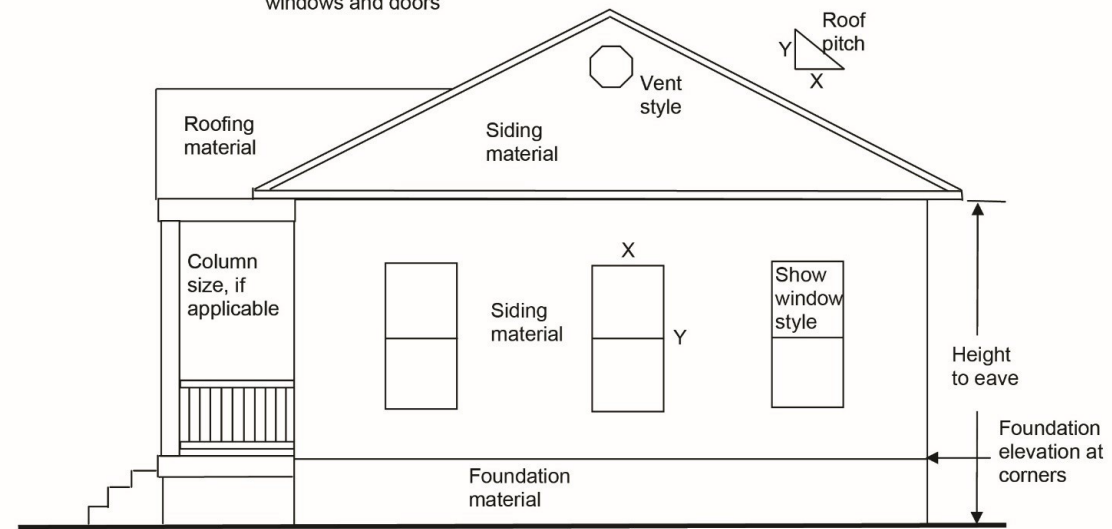 windows and doors
Roof
pitch
Y
X
Vent
style
Roofing
material
Siding
material
Column
size, if
applicable
X
Y
Siding
material
Show
window
style
Height
to eave
Foundation
elevation at
corners
Foundation
material